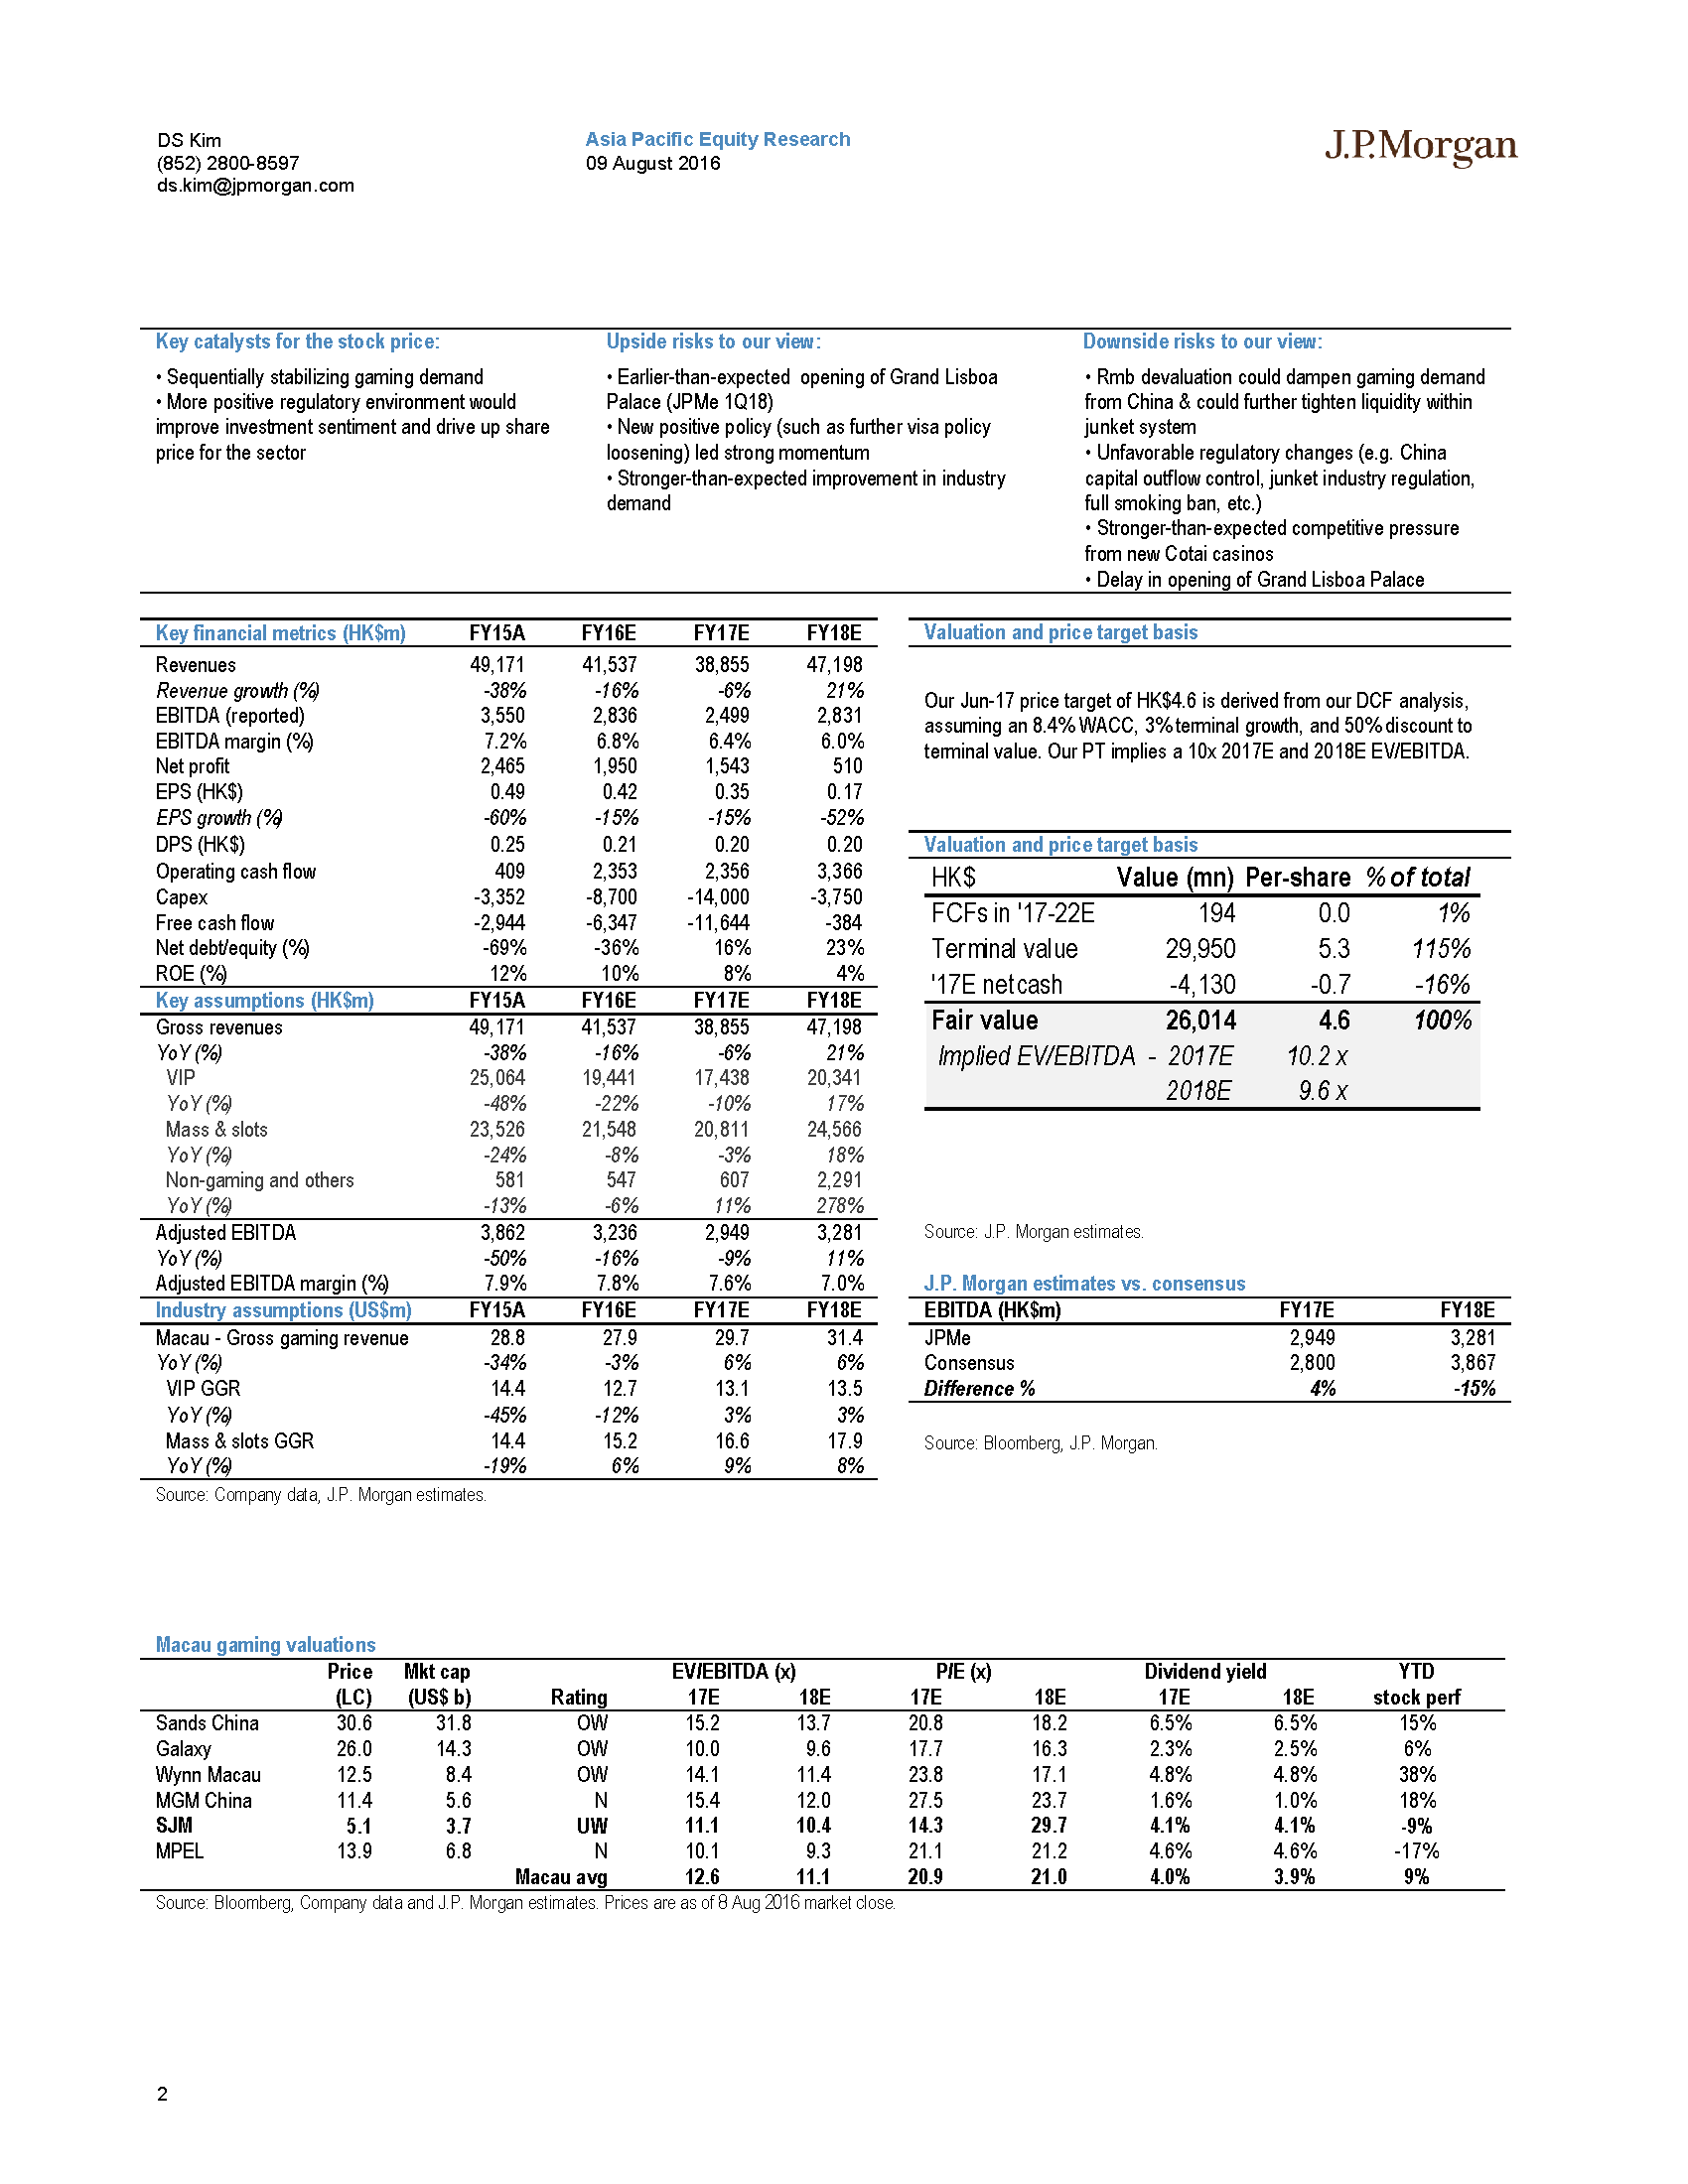 DS Kim
(852) 2800-8597
ds.kim@jpmorgan.com
Asia Pacific Equity Research
09 August 2016
J.P.Morgan
Key catalysts for the stock price:
• Sequentially stabilizing gaming demand
• More positive regulatory environment would
improve investment sentiment and drive up share
price for the sector
Upside risks to our view:
• Earlier-than-expected opening of Grand Lisboa
Palace (JPMe 1Q18)
• New positive policy (such as further visa policy
loosening) led strong momentum
• Stronger-than-expected improvement in industry
demand
Downside risks to our view:
• Rmb devaluation could dampen gaming demand
from China & could further tighten liquidity within
junket system
• Unfavorable regulatory changes (e.g. China
capital outflow control, junket industry regulation,
full smoking ban, etc.)
• Stronger-than-expected competitive pressure
from new Cotai casinos
• Delay in opening of Grand Lisboa Palace
Key financial metrics (HK$m) FY15A FY16E FY17E FY18E
Revenues 49,171 41,537 38,855 47,198
Revenue growth (%) -38% -16% -6% 21%
EBITDA (reported) 3,550 2,836 2,499 2,831
EBITDA margin (%) 7.2% 6.8% 6.4% 6.0%
Net profit 2,465 1,950 1,543 510
EPS (HK$) 0.49 0.42 0.35 0.17
EPS growth (%) -60% -15% -15% -52%
DPS (HK$) 0.25 0.21 0.20 0.20
Operating cash flow 409 2,353 2,356 3,366
Capex -3,352 -8,700 -14,000 -3,750
Free cash flow -2,944 -6,347 -11,644 -384
Net debt/equity (%) -69% -36% 16% 23%
ROE (%) 12% 10% 8% 4%
Key assumptions (HK$m) FY15A FY16E FY17E FY18E
Gross revenues 49,171 41,537 38,855 47,198
YoY (%) -38% -16% -6% 21%
VIP 25,064 19,441 17,438 20,341
YoY (%) -48% -22% -10% 17%
Mass & slots 23,526 21,548 20,811 24,566
YoY (%) -24% -8% -3% 18%
Non-gaming and others 581 547 607 2,291
YoY (%) -13% -6% 11% 278%
Adjusted EBITDA 3,862 3,236 2,949 3,281
YoY (%) -50% -16% -9% 11%
Adjusted EBITDA margin (%) 7.9% 7.8% 7.6% 7.0%
Industry assumptions (US$m) FY15A FY16E FY17E FY18E
Macau - Gross gaming revenue 28.8 27.9 29.7 31.4
YoY (%) -34% -3% 6% 6%
VIP GGR 14.4 12.7 13.1 13.5
YoY (%) -45% -12% 3% 3%
Mass & slots GGR 14.4 15.2 16.6 17.9
YoY (%) -19% 6% 9% 8%
Source: Company data, J.P. Morgan estimates.
Valuation and price target basis
Our Jun-17 price target of HK$4.6 is derived from our DCF analysis,
assuming an 8.4% WACC, 3% terminal growth, and 50% discount to
terminal value. Our PT implies a 10x 2017E and 2018E EV/EBITDA.
Valuation and price target basis
HK$ Value (mn) Per-share % of total
FCFs in '17-22E 194 0.0 1%
Terminal value 29,950 5.3 115%
'17E net cash -4,130 -0.7 -16%
Fair value 26,014 4.6 100%
Implied EV/EBITDA - 2017E 10.2 x
2018E 9.6 x
Source: J.P. Morgan estimates.
J.P. Morgan estimates vs. consensus
EBITDA (HK$m) FY17E FY18E
JPMe 2,949 3,281
Consensus 2,800 3,867
Difference % 4% -15%
Source: Bloomberg, J.P. Morgan.
Macau gaming valuations
Price Mkt cap EV/EBITDA (x) P/E (x) Dividend yield YTD
(LC) (US$ b) Rating 17E 18E 17E 18E 17E 18E stock perf
Sands China 30.6 31.8 OW 15.2 13.7 20.8 18.2 6.5% 6.5% 15%
Galaxy 26.0 14.3 OW 10.0 9.6 17.7 16.3 2.3% 2.5% 6%
Wynn Macau 12.5 8.4 OW 14.1 11.4 23.8 17.1 4.8% 4.8% 38%
MGM China 11.4 5.6 N 15.4 12.0 27.5 23.7 1.6% 1.0% 18%
SJM 5.1 3.7 UW 11.1 10.4 14.3 29.7 4.1% 4.1% -9%
MPEL 13.9 6.8 N 10.1 9.3 21.1 21.2 4.6% 4.6% -17%
Macau avg 12.6 11.1 20.9 21.0 4.0% 3.9% 9%
Source: Bloomberg, Company data and J.P. Morgan estimates. Prices are as of 8 Aug 2016 market close.
2